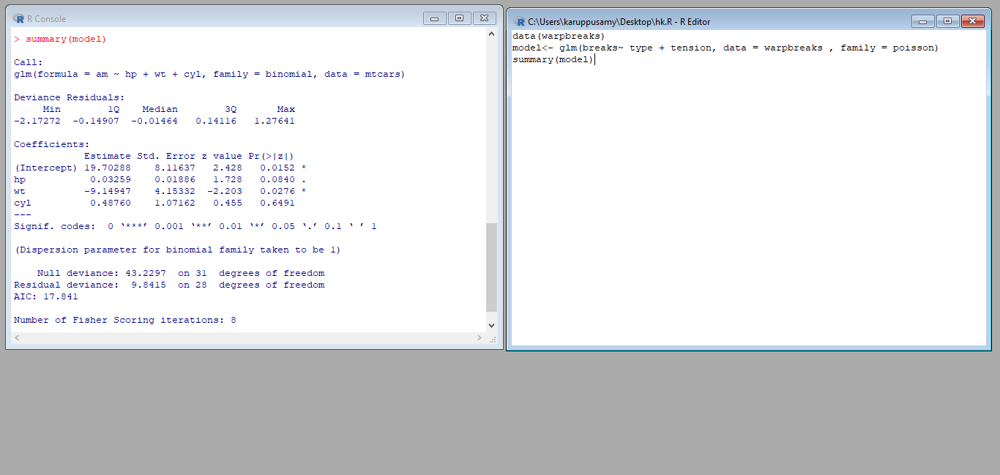 R Console
> summary(model)
Call:
glm(formula = am ~ hp + wt + cyl, family = binomial, data = mtcars)
Deviance Residuals:
     Min        1Q    Median        3Q       Max
-2.17272  -0.14907  -0.01464   0.14116   1.27641
Coefficients:
            Estimate Std. Error z value Pr(>|z|)
(Intercept) 19.70288    8.11637   2.428   0.0152 *
hp           0.03259    0.01886   1.728   0.0840 .
wt          -9.14947    4.15332  -2.203   0.0276 *
cyl          0.48760    1.07162   0.455   0.6491
---
Signif. codes:  0 ‘***’ 0.001 ‘**’ 0.01 ‘*’ 0.05 ‘.’ 0.1 ‘ ’ 1
(Dispersion parameter for binomial family taken to be 1)
    Null deviance: 43.2297  on 31  degrees of freedom
Residual deviance:  9.8415  on 28  degrees of freedom
AIC: 17.841
Number of Fisher Scoring iterations: 8
C:\Users\karuppusamy\Desktop\hk.R - R Editor
data(warpbreaks)
model<- glm(breaks~ type + tension, data = warpbreaks , family = poisson)
summary(model)